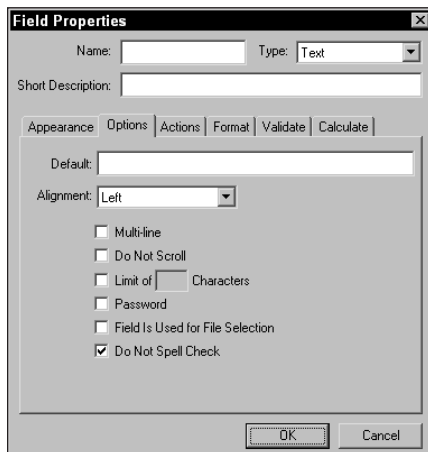 Field Properties
Name: Type: Text
Short Description:
Appearance Options Actions Format Validate Calculate
Default:
Alignment: Left
Multi-line
Do Not Scroll
Limit of Characters
Password
Field Is Used for File Selection
Do Not Spell Check
OK Cancel